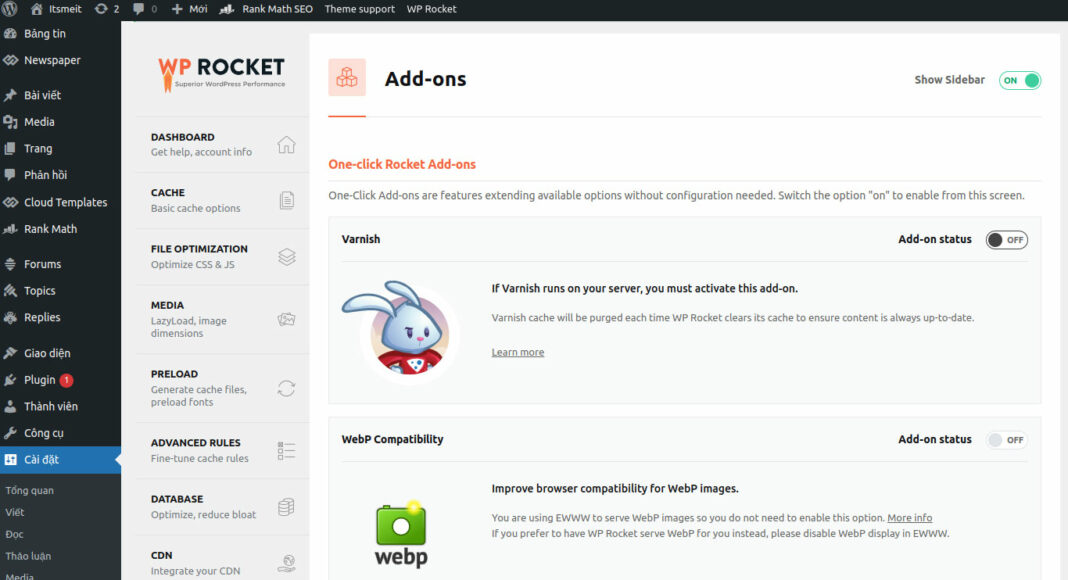 Itsmeit
2
0
Mới
Rank Math SEO
Theme support
WP Rocket
Bảng tin
Newspaper
Bài viết
Media
Trang
Phản hồi
Cloud Templates
Rank Math
Forums
Topics
Replies
Giao diện
Plugin 1
Thành viên
Công cụ
Cài đặt
Tổng quan
Viết
Đọc
Thảo luận
Media
WP ROCKET
Superior WordPress Performance
DASHBOARD
Get help, account info
CACHE
Basic cache options
FILE OPTIMIZATION
Optimize CSS & JS
MEDIA
LazyLoad, image
dimensions
PRELOAD
Generate cache files,
preload fonts
ADVANCED RULES
Fine-tune cache rules
DATABASE
Optimize, reduce bloat
CDN
Integrate your CDN
Add-ons
Show Sidebar
ON
One-click Rocket Add-ons
One-Click Add-ons are features extending available options without configuration needed. Switch the option "on" to enable from this screen.
Varnish
Add-on status
OFF
If Varnish runs on your server, you must activate this add-on.
Varnish cache will be purged each time WP Rocket clears its cache to ensure content is always up-to-date.
Learn more
WebP Compatibility
Add-on status
OFF
webp
Improve browser compatibility for WebP images.
You are using EWWW to serve WebP images so you do not need to enable this option. More info
If you prefer to have WP Rocket serve WebP for you instead, please disable WebP display in EWWW.